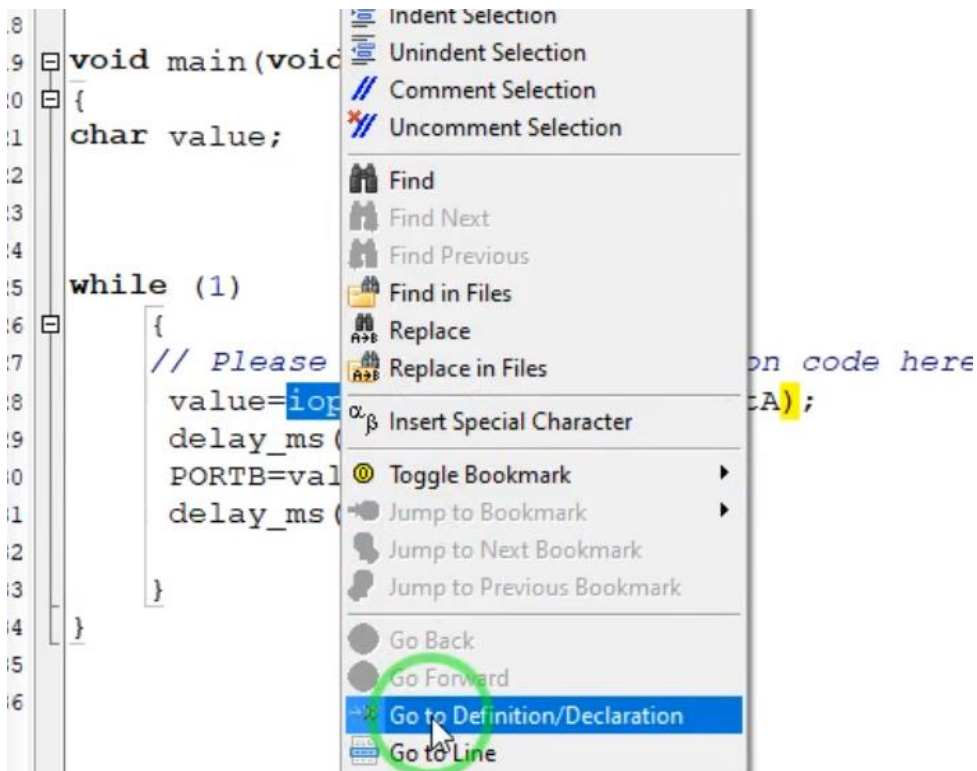 8
9 void main(void
0 {
1 char value;
2
3
4
5 while (1)
6 {
7 // Please on code here
8 value=iop tA);
9 delay_ms(
0 PORTB=val
1 delay_ms(
2
3 }
4 }
5
6
Indent Selection
Unindent Selection
Comment Selection
Uncomment Selection
Find
Find Next
Find Previous
Find in Files
Replace
Replace in Files
Insert Special Character
Toggle Bookmark
Jump to Bookmark
Jump to Next Bookmark
Jump to Previous Bookmark
Go Back
Go Forward
Go to Definition/Declaration
Go to Line